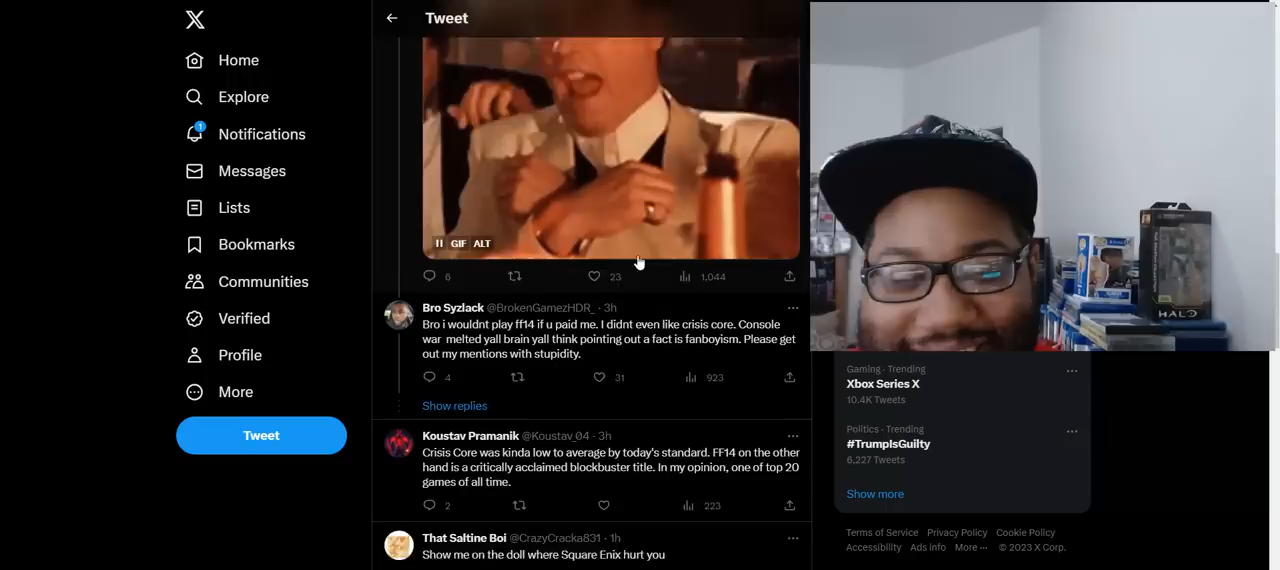 Tweet
Home
Explore
1
Notifications
Messages
Lists
Bookmarks
Communities
Verified
Profile
More
Tweet
GIF ALT
6 23 1,044
Bro Syzlack @BrokenGamezHDR_ · 3h
Bro i wouldnt play ff14 if u paid me. I didnt even like crisis core. Console
war melted yall brain yall think pointing out a fact is fanboyism. Please get
out my mentions with stupidity.
4 31 923
Show replies
Koustav Pramanik @Koustav_04 · 3h
Crisis Core was kinda low to average by today's standard. FF14 on the other
hand is a critically acclaimed blockbuster title. In my opinion, one of top 20
games of all time.
2 223
That Saltine Boi @CrazyCracka831 · 1h
Show me on the doll where Square Enix hurt you
HALO
Gaming · Trending
Xbox Series X
10.4K Tweets
Politics · Trending
#TrumpIsGuilty
6,227 Tweets
Show more
Terms of Service Privacy Policy Cookie Policy
Accessibility Ads info More ··· © 2023 X Corp.